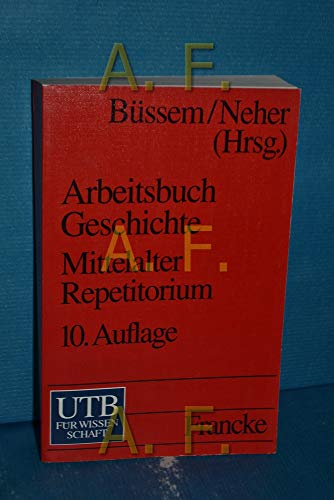 A. F.
Büssem/Neher
(Hrsg.)
Arbeitsbuch
Geschichte
A. F.
Mittelalter
Repetitorium
10. Auflage
UTB
FÜR WISSEN
SCHAFT
Francke
A. F.